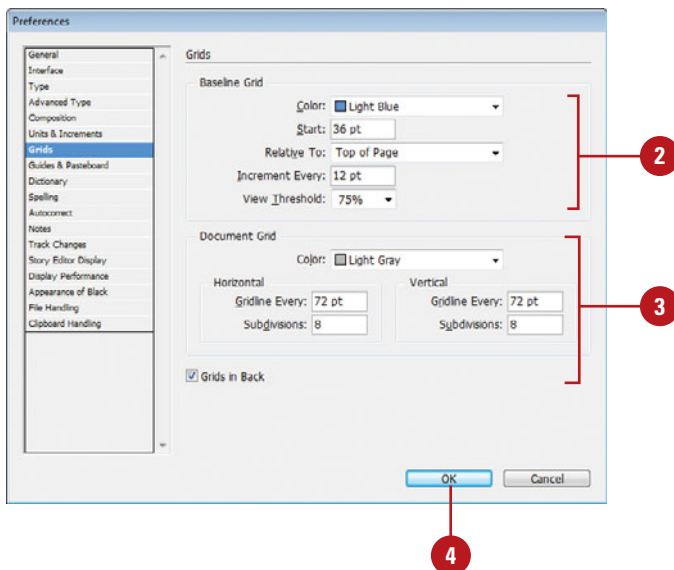 Preferences
General
Interface
Type
Advanced Type
Composition
Units & Increments
Grids
Guides & Pasteboard
Dictionary
Spelling
Autocorrect
Notes
Track Changes
Story Editor Display
Display Performance
Appearance of Black
File Handling
Clipboard Handling
Grids
Baseline Grid
Color: Light Blue
Start: 36 pt
Relative To: Top of Page
Increment Every: 12 pt
View Threshold: 75%
2
Document Grid
Color: Light Gray
Horizontal Vertical
Gridline Every: 72 pt Gridline Every: 72 pt
Subdivisions: 8 Subdivisions: 8
3
Grids in Back
OK Cancel
4